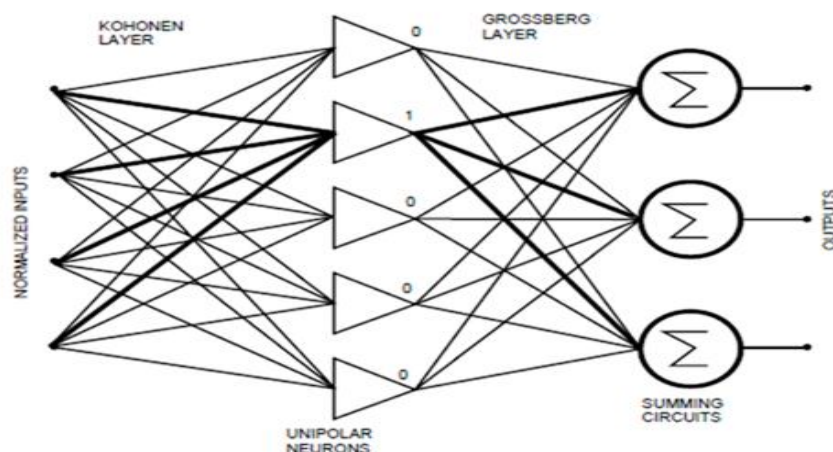 KOHONEN
LAYER
GROSSBERG
LAYER
0
1
0
0
0
NORMALIZED INPUTS
OUTPUTS
Σ
Σ
Σ
UNIPOLAR
NEURONS
SUMMING
CIRCUITS